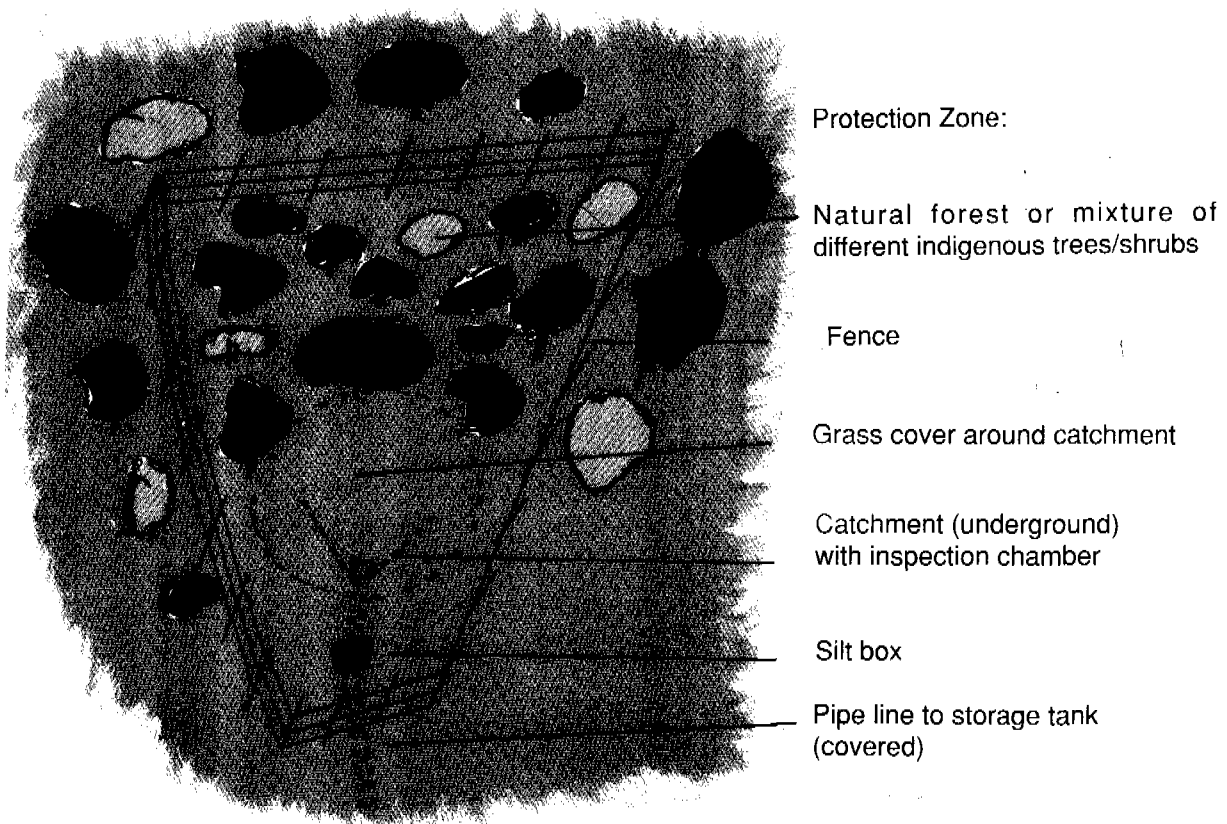 Protection Zone:
Natural forest or mixture of
different indigenous trees/shrubs
Fence
Grass cover around catchment
Catchment (underground)
with inspection chamber
Silt box
Pipe line to storage tank
(covered)